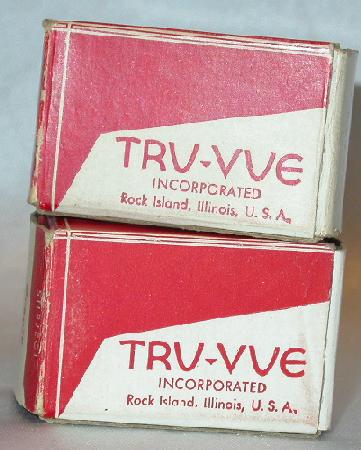 TRU-VUE
INCORPORATED
Rock Island, Illinois, U. S. A.
TRU-VUE
INCORPORATED
Rock Island, Illinois, U. S. A.